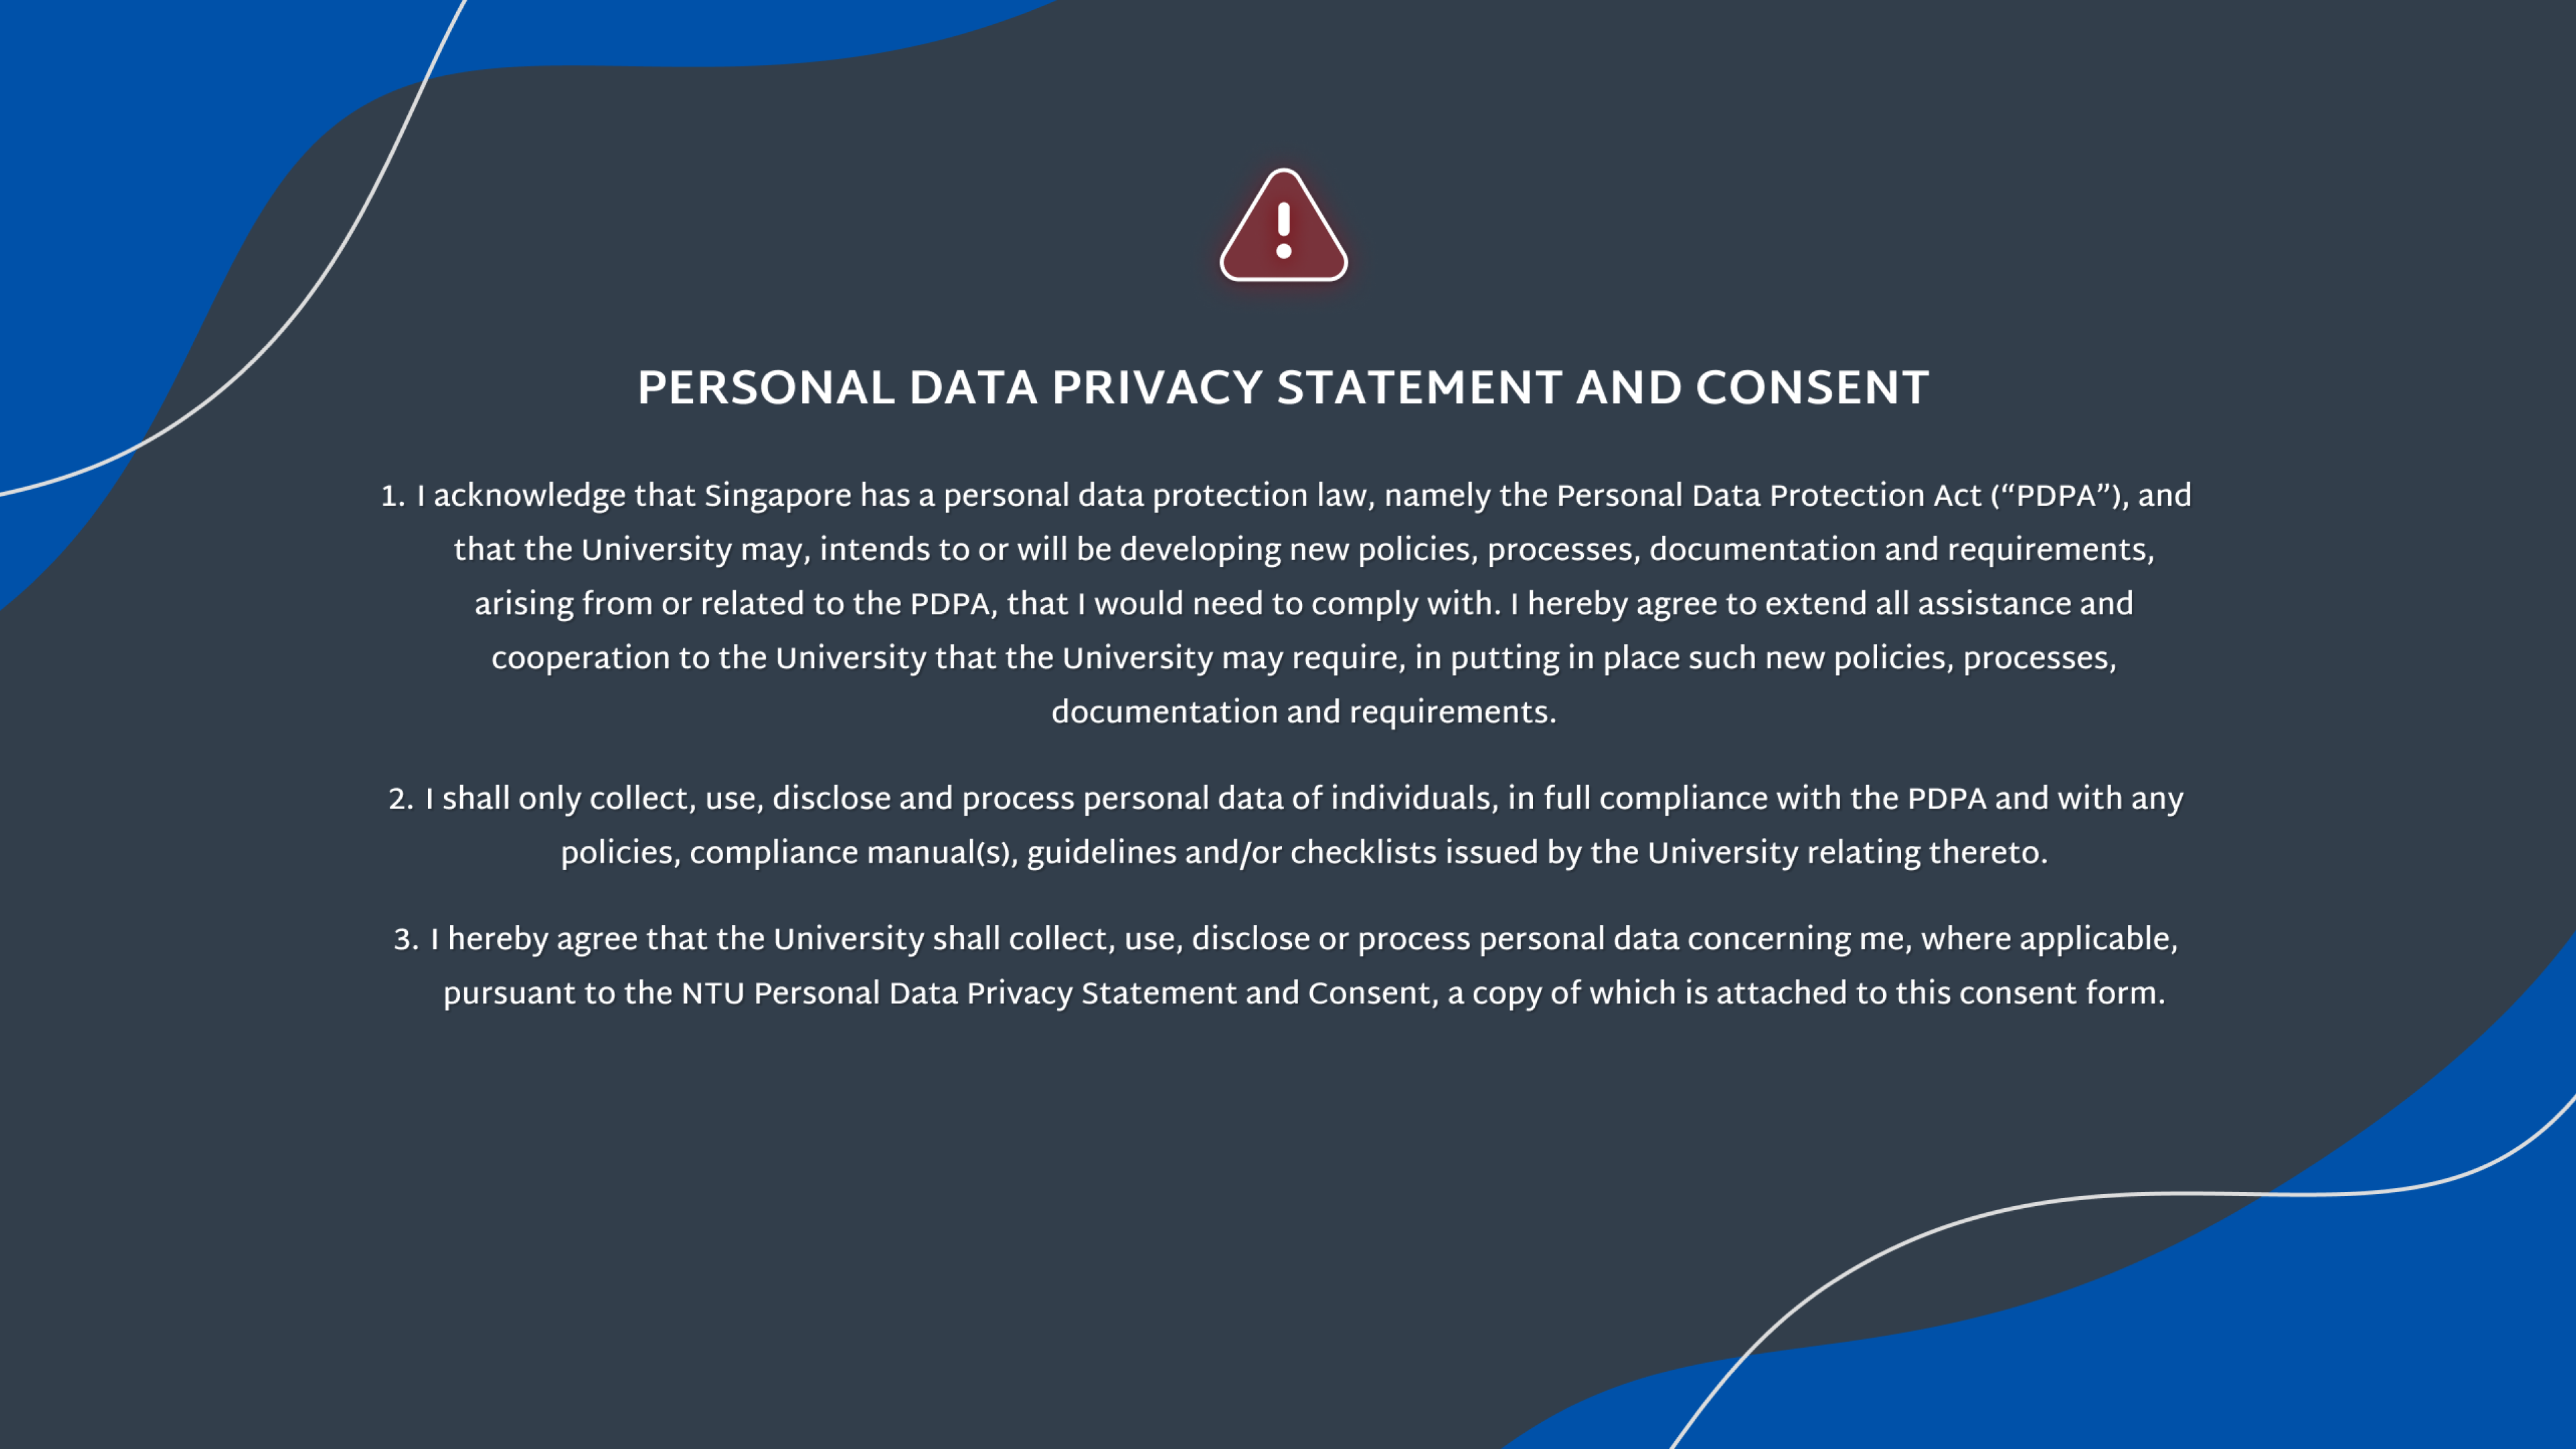 PERSONAL DATA PRIVACY STATEMENT AND CONSENT
1. I acknowledge that Singapore has a personal data protection law, namely the Personal Data Protection Act (“PDPA”), and
that the University may, intends to or will be developing new policies, processes, documentation and requirements,
arising from or related to the PDPA, that I would need to comply with. I hereby agree to extend all assistance and
cooperation to the University that the University may require, in putting in place such new policies, processes,
documentation and requirements.
2. I shall only collect, use, disclose and process personal data of individuals, in full compliance with the PDPA and with any
policies, compliance manual(s), guidelines and/or checklists issued by the University relating thereto.
3. I hereby agree that the University shall collect, use, disclose or process personal data concerning me, where applicable,
pursuant to the NTU Personal Data Privacy Statement and Consent, a copy of which is attached to this consent form.